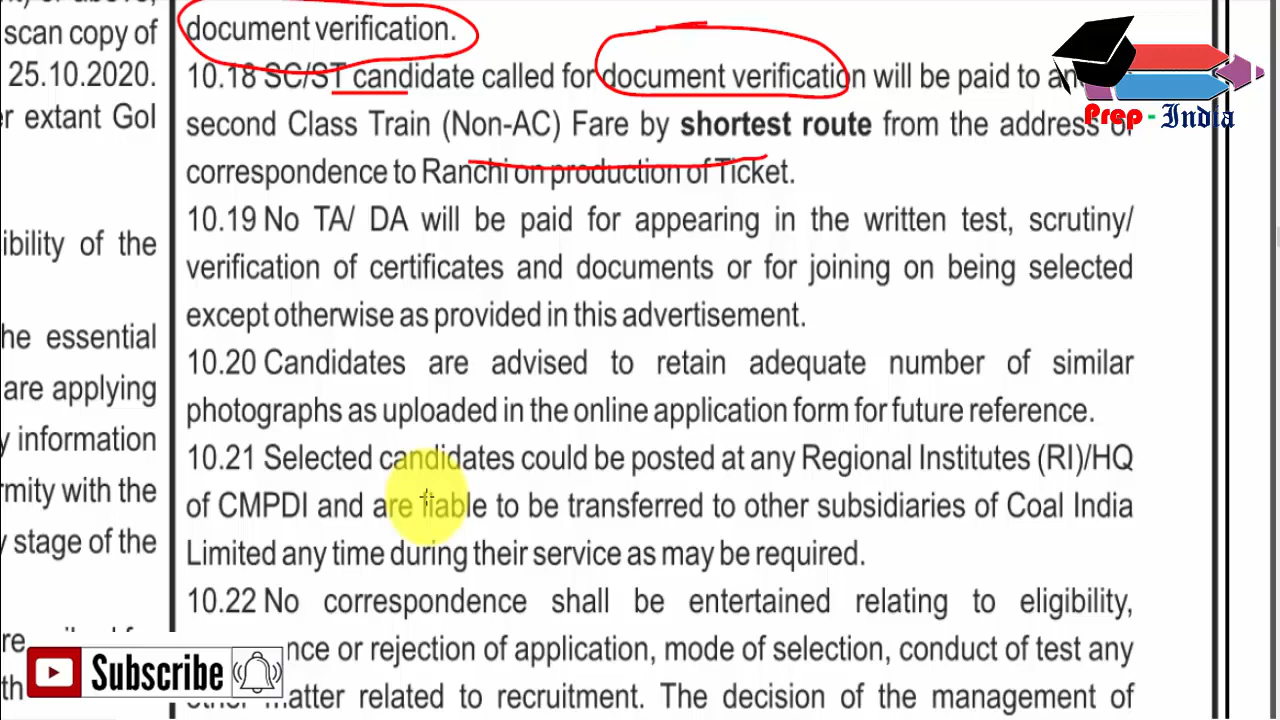 scan copy of
25.10.2020.
extant GoI
ibility of the
he essential
are applying
information
rmity with the
stage of the
document verification.
10.18 SC/ST candidate called for document verification will be paid to
second Class Train (Non-AC) Fare by shortest route from the address of
correspondence to Ranchi on production of Ticket.
10.19 No TA/ DA will be paid for appearing in the written test, scrutiny/
verification of certificates and documents or for joining on being selected
except otherwise as provided in this advertisement.
10.20 Candidates are advised to retain adequate number of similar
photographs as uploaded in the online application form for future reference.
10.21 Selected candidates could be posted at any Regional Institutes (RI)/HQ
of CMPDI and are liable to be transferred to other subsidiaries of Coal India
Limited any time during their service as may be required.
10.22 No correspondence shall be entertained relating to eligibility,
nce or rejection of application, mode of selection, conduct of test any
matter related to recruitment. The decision of the management of
Prep - India
Subscribe